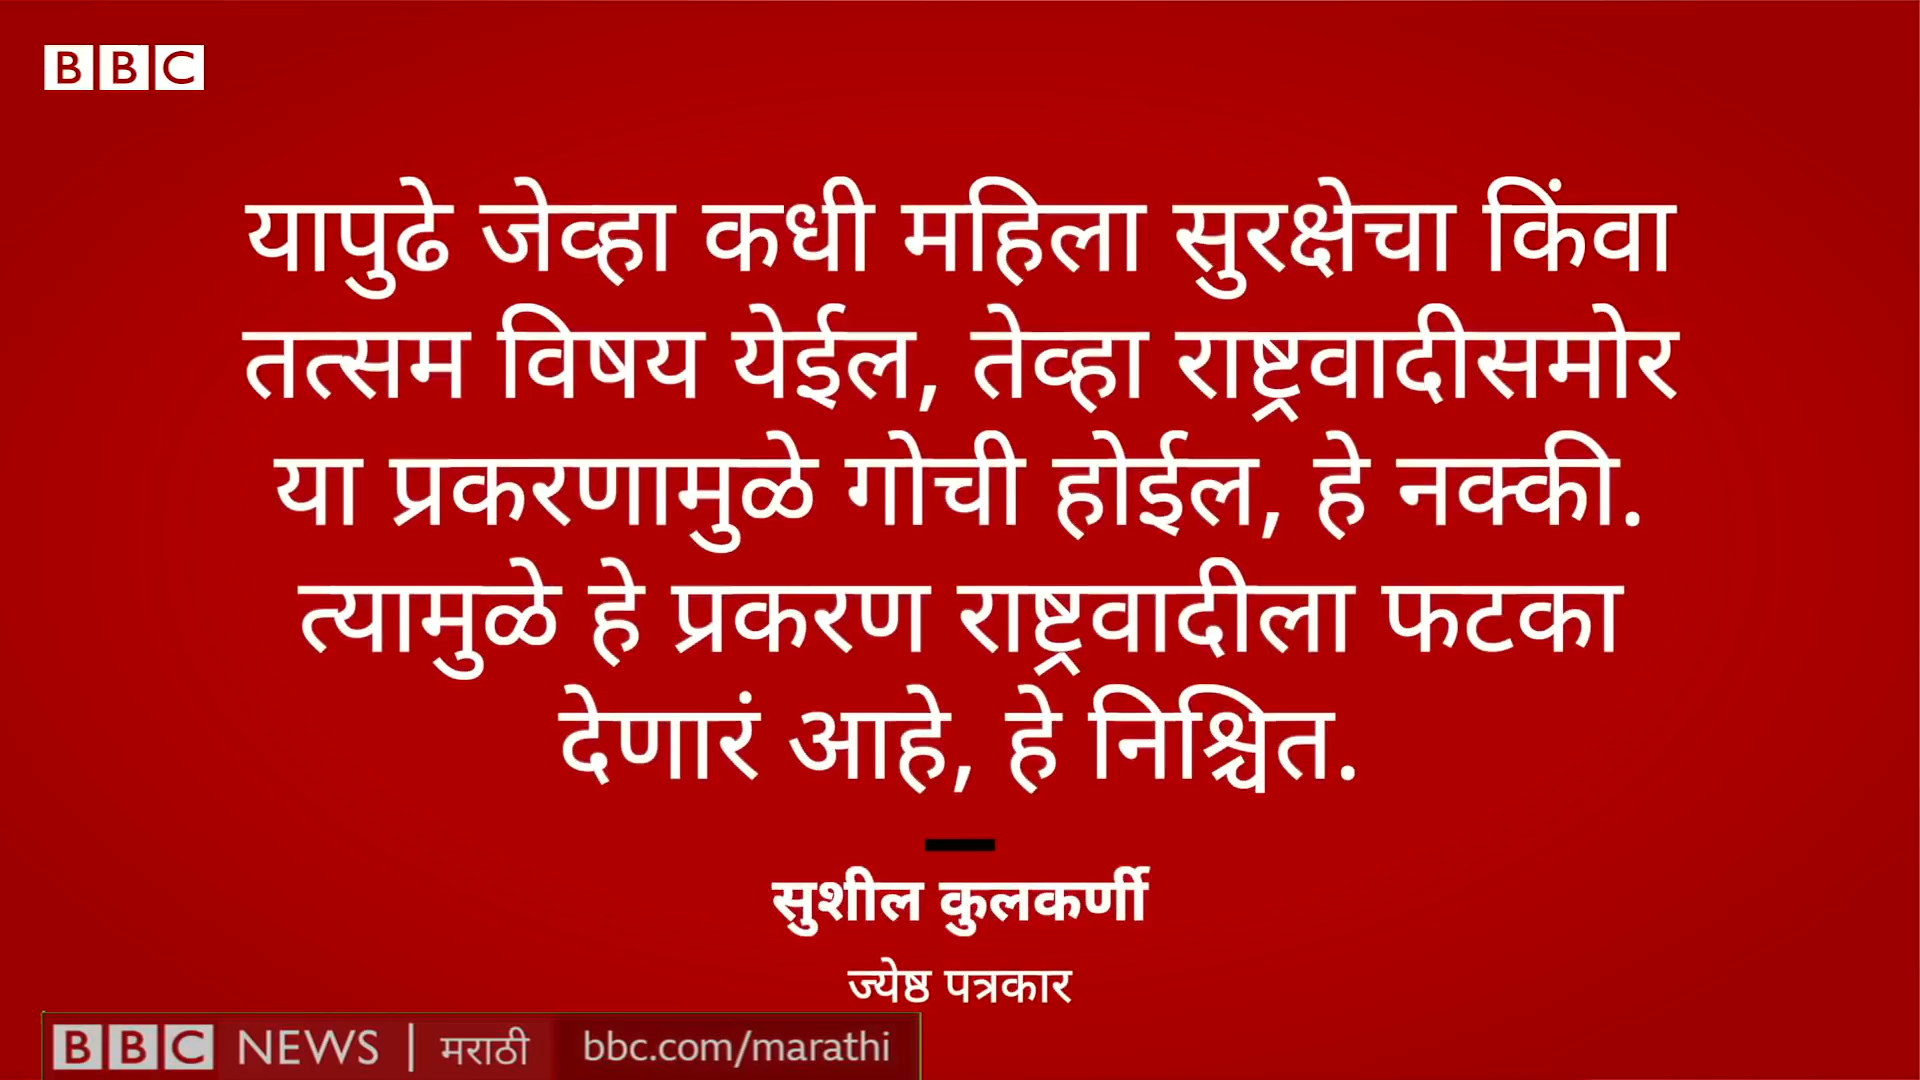 BBC
यापुढे जेव्हा कधी महिला सुरक्षेचा किंवा
तत्सम विषय येईल, तेव्हा राष्ट्रवादीसमोर
या प्रकरणामुळे गोची होईल, हे नक्की.
त्यामुळे हे प्रकरण राष्ट्रवादीला फटका
देणारं आहे, हे निश्चित.
सुशील कुलकर्णी
ज्येष्ठ पत्रकार
BBC NEWS | मराठी bbc.com/marathi